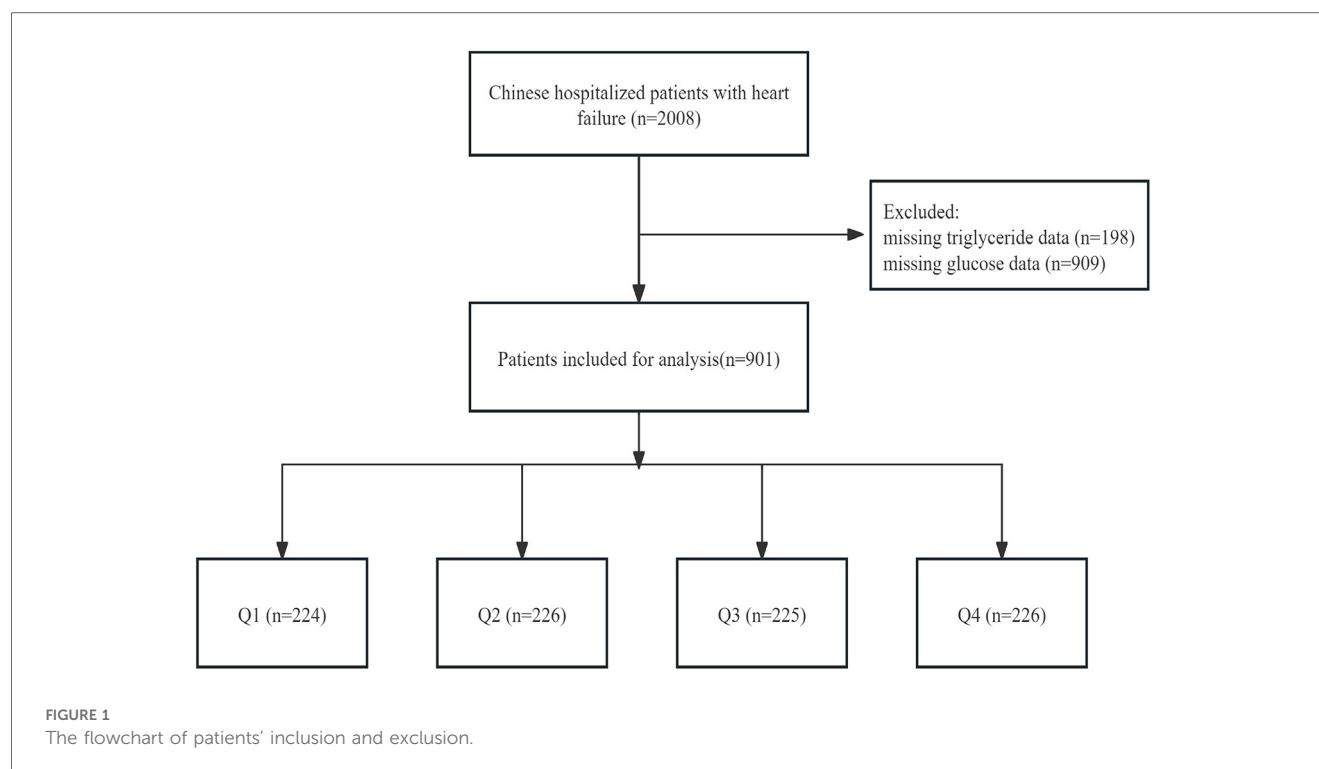 Chinese hospitalized patients with heart
failure (n=2008)
Excluded:
missing triglyceride data (n=198)
missing glucose data (n=909)
Patients included for analysis(n=901)
Q1 (n=224)
Q2 (n=226)
Q3 (n=225)
Q4 (n=226)
FIGURE 1
The flowchart of patients’ inclusion and exclusion.